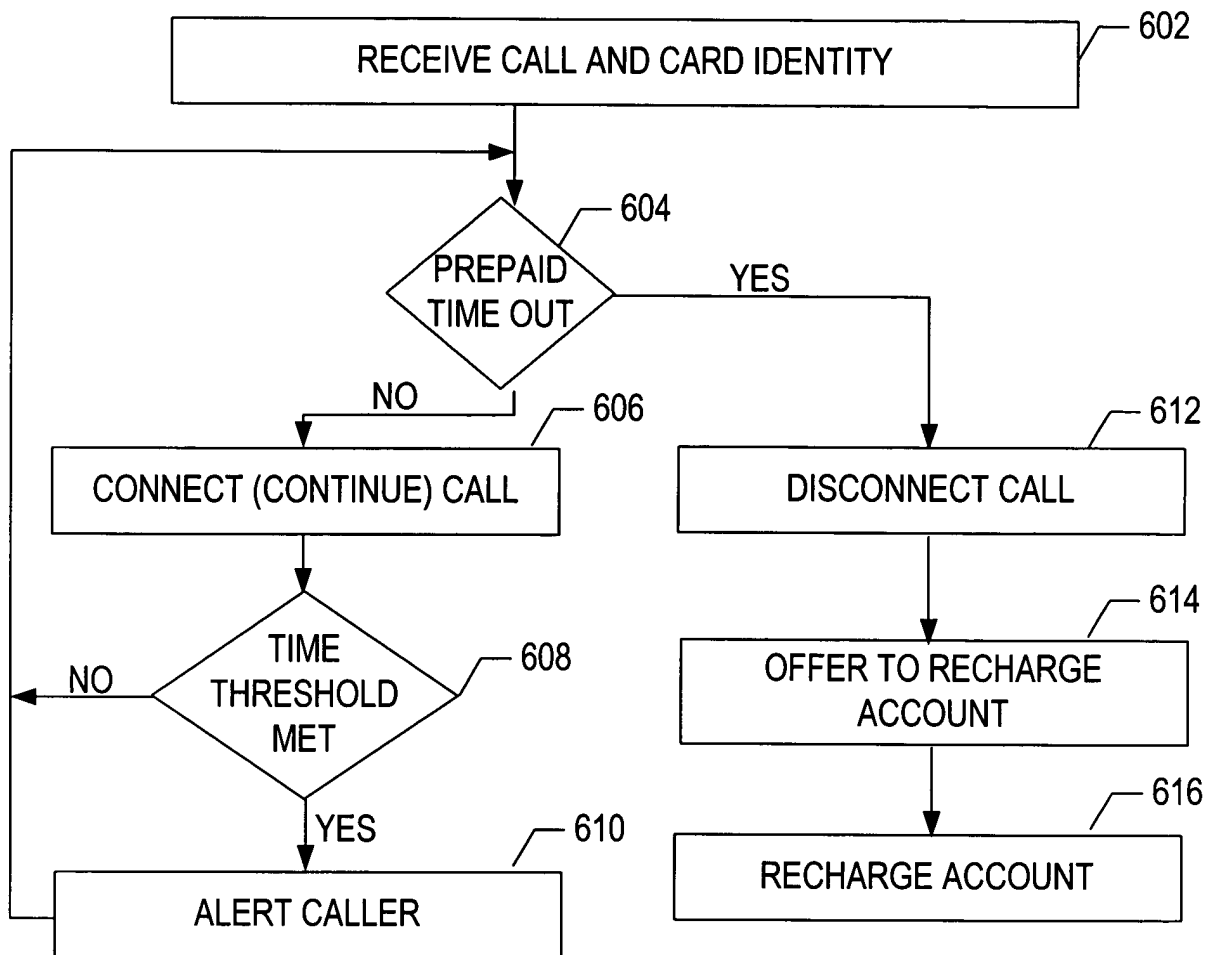 602
RECEIVE CALL AND CARD IDENTITY
604
PREPAID
TIME OUT
YES
NO
606
612
CONNECT (CONTINUE) CALL
DISCONNECT CALL
614
TIME
THRESHOLD
MET
608
NO
OFFER TO RECHARGE
ACCOUNT
616
YES
610
RECHARGE ACCOUNT
ALERT CALLER